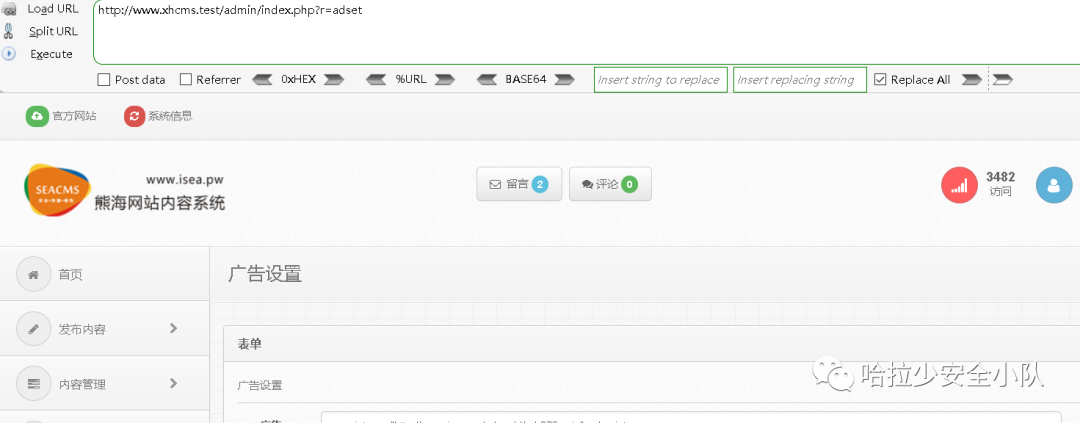 Load URL
http://www.xhcms.test/admin/index.php?r=adset
Split URL
Execute
Post data Referrer 0xHEX %URL BASE64 Insert string to replace Insert replacing string Replace All
官方网站 系统信息
SEACMS
www.isea.pw
熊海网站内容系统
留言 2 评论 0
3482
访问
首页
广告设置
发布内容
表单
内容管理
广告设置
哈拉少安全小队